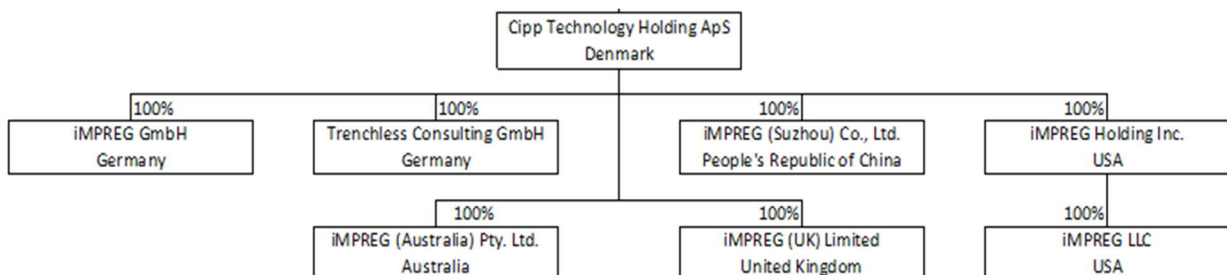 Cipp Technology Holding ApS
Denmark
100%
100%
100%
100%
iMPREG GmbH
Germany
Trenchless Consulting GmbH
Germany
iMPREG (Suzhou) Co., Ltd.
People's Republic of China
iMPREG Holding Inc.
USA
100%
100%
100%
iMPREG (Australia) Pty. Ltd.
Australia
iMPREG (UK) Limited
United Kingdom
iMPREG LLC
USA